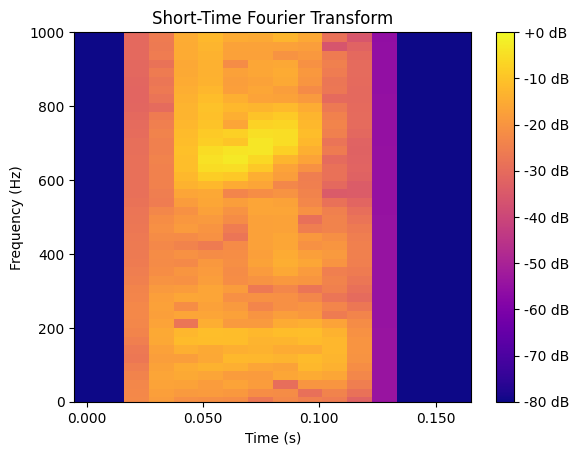 Short-Time Fourier Transform
1000
800
600
400
200
0
Frequency (Hz)
0.000
0.050
0.100
0.150
Time (s)
+0 dB
-10 dB
-20 dB
-30 dB
-40 dB
-50 dB
-60 dB
-70 dB
-80 dB